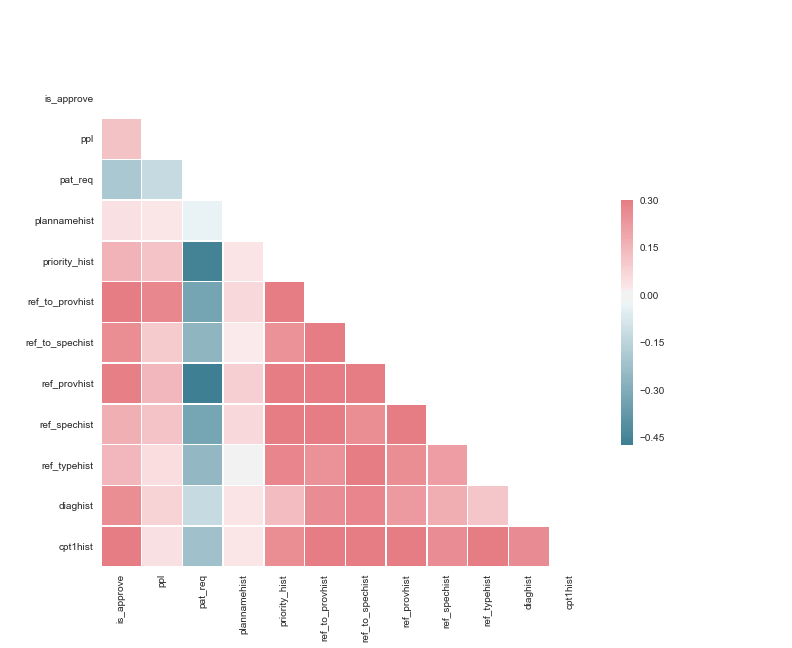 is_approve
ppl
pat_req
plannamehist
priority_hist
ref_to_provhist
ref_to_spechist
ref_provhist
ref_spechist
ref_typehist
diaghist
cpt1hist
is_approve
ppl
pat_req
plannamehist
priority_hist
ref_to_provhist
ref_to_spechist
ref_provhist
ref_spechist
ref_typehist
diaghist
cpt1hist
0.30
0.15
0.00
−0.15
−0.30
−0.45